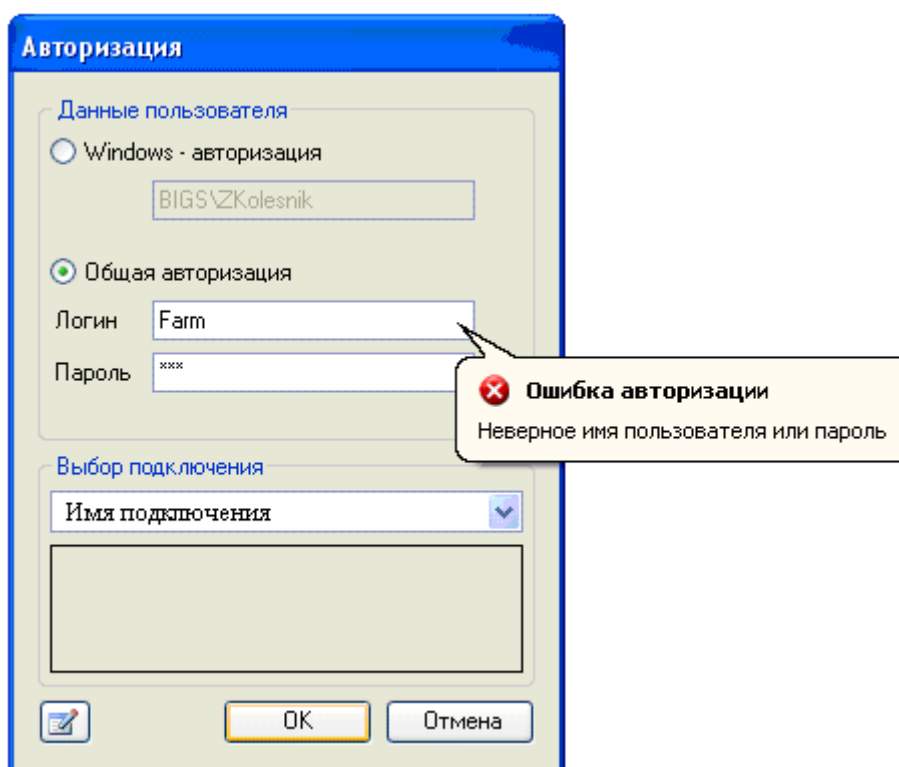 Авторизация
Данные пользователя
Windows - авторизация
BIGS\ZKolesnik
Общая авторизация
Логин Farm
Пароль ***
Ошибка авторизации
Неверное имя пользователя или пароль
Выбор подключения
Имя подключения
OK Отмена